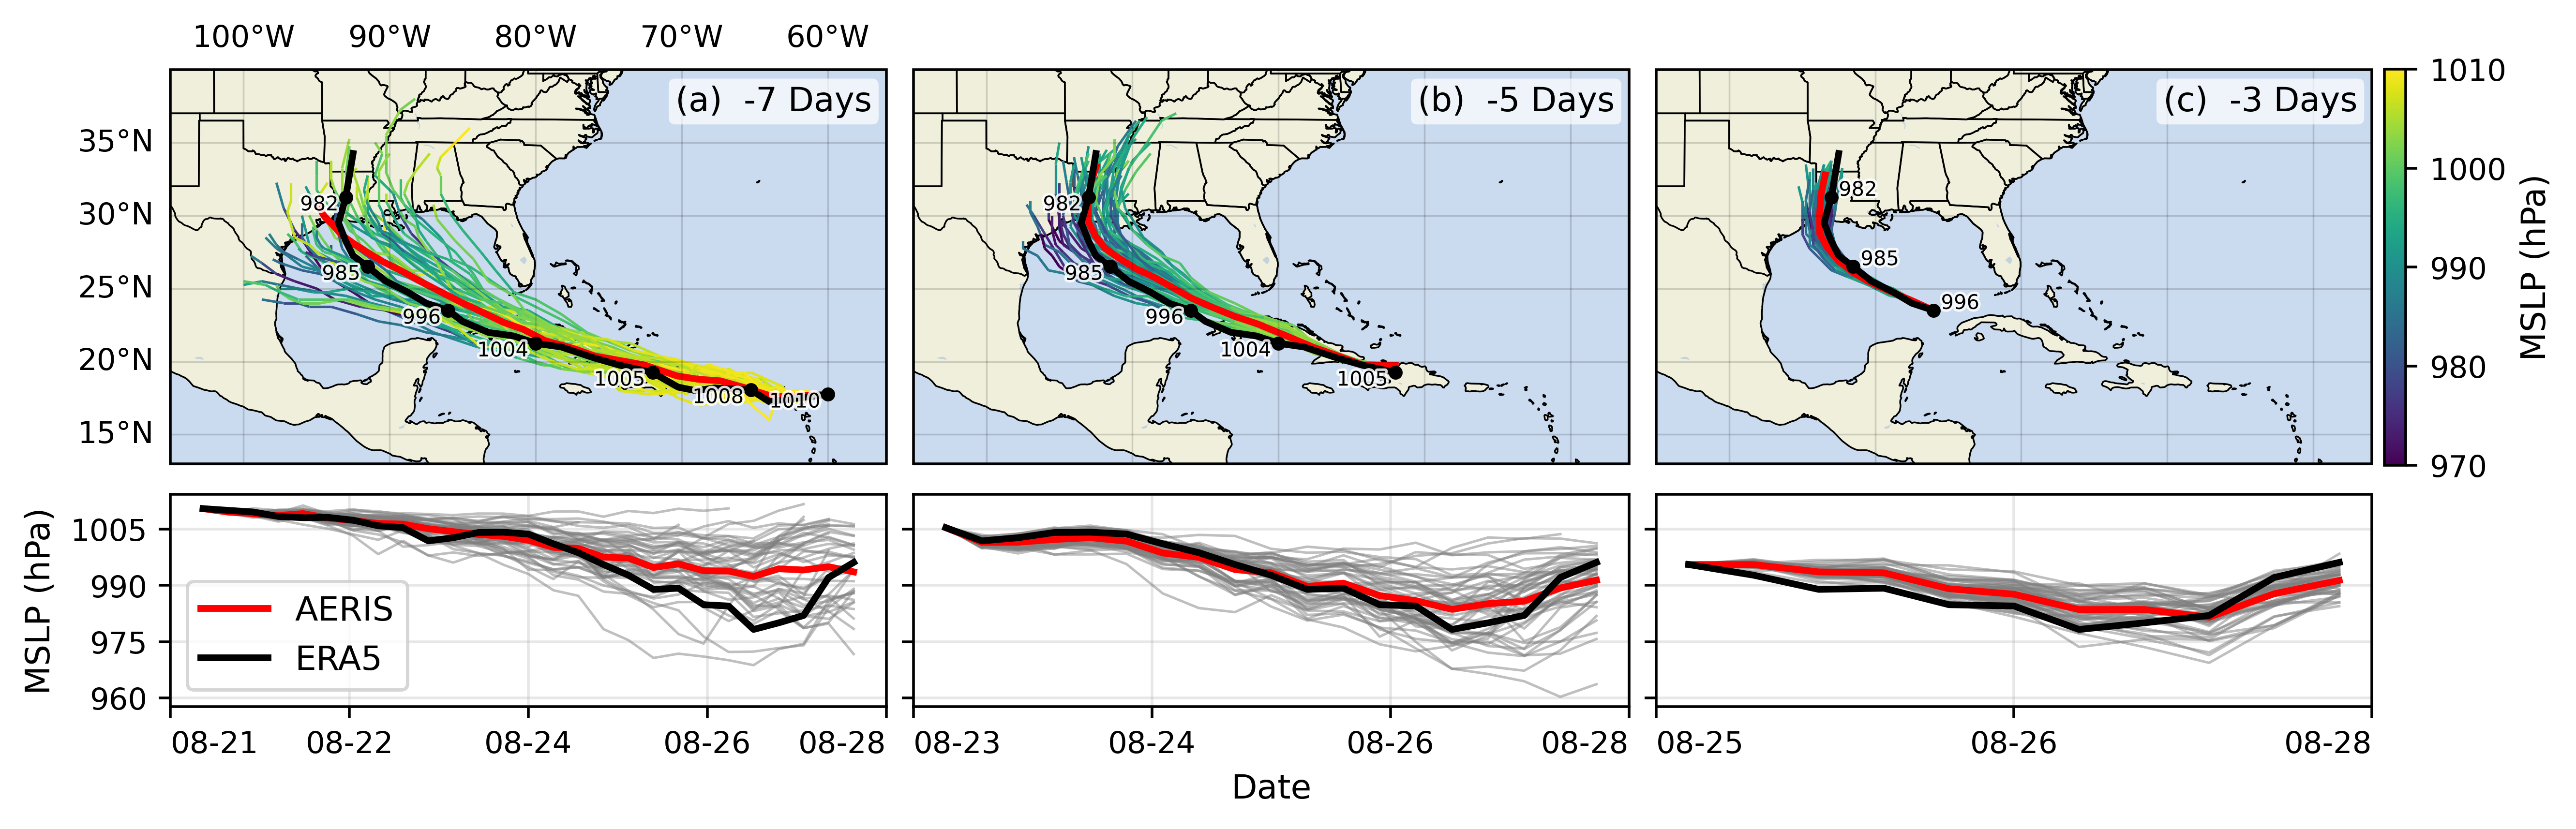 100°W 90°W 80°W 70°W 60°W
(a) -7 Days
(b) -5 Days
(c) -3 Days
35°N
30°N
25°N
20°N
15°N
982
985
996
1004
1005
1008
1010
982
985
996
1004
1005
982
985
996
1010
1000
990
980
970
MSLP (hPa)
MSLP (hPa)
1005
990
975
960
AERIS
ERA5
08-21 08-22 08-24 08-26 08-28
08-23 08-24 08-26 08-28
08-25 08-26 08-28
Date